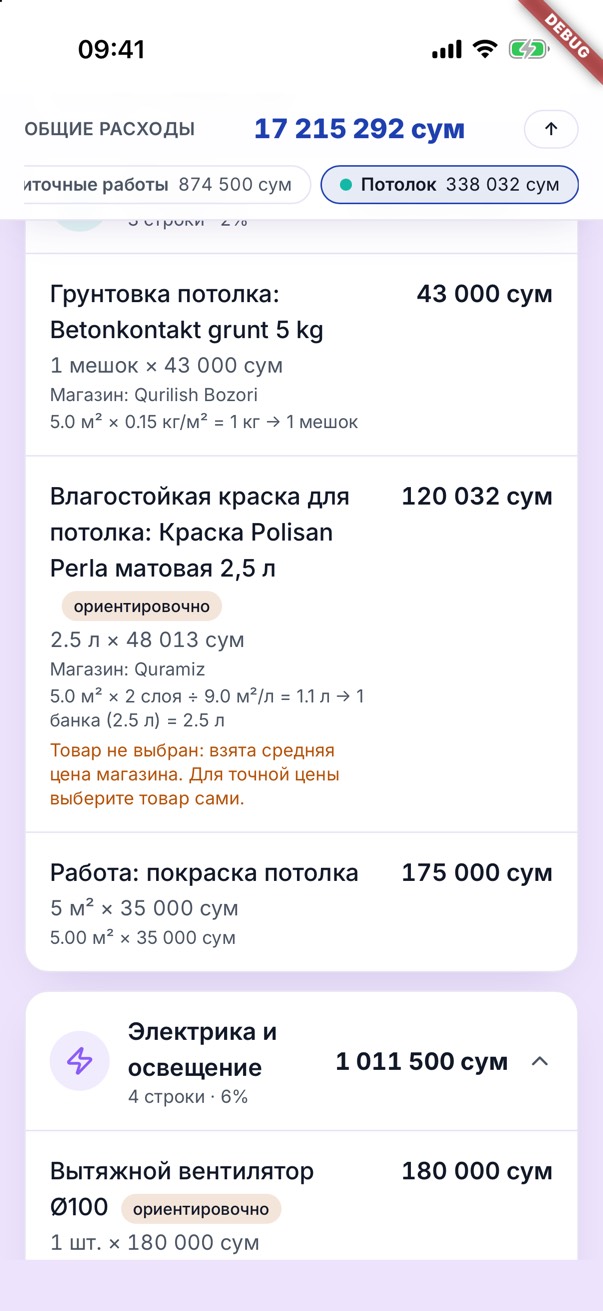 09:41
DEBUG
ОБЩИЕ РАСХОДЫ 17 215 292 сум
иточные работы 874 500 сум
Потолок 338 032 сум
3 строки · 2%
Грунтовка потолка: 43 000 сум
Betonkontakt grunt 5 kg
1 мешок × 43 000 сум
Магазин: Qurilish Bozori
5.0 м² × 0.15 кг/м² = 1 кг → 1 мешок
Влагостойкая краска для 120 032 сум
потолка: Краска Polisan
Perla матовая 2,5 л
ориентировочно
2.5 л × 48 013 сум
Магазин: Quramiz
5.0 м² × 2 слоя ÷ 9.0 м²/л = 1.1 л → 1
банка (2.5 л) = 2.5 л
Товар не выбран: взята средняя
цена магазина. Для точной цены
выберите товар сами.
Работа: покраска потолка 175 000 сум
5 м² × 35 000 сум
5.00 м² × 35 000 сум
Электрика и
освещение 1 011 500 сум
4 строки · 6%
Вытяжной вентилятор 180 000 сум
Ø100 ориентировочно
1 шт. × 180 000 сум